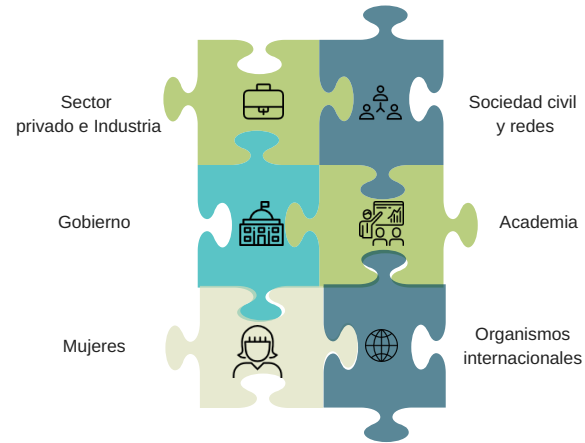 Sector
privado e Industria
Sociedad civil
y redes
Gobierno
Academia
Mujeres
Organismos
internacionales